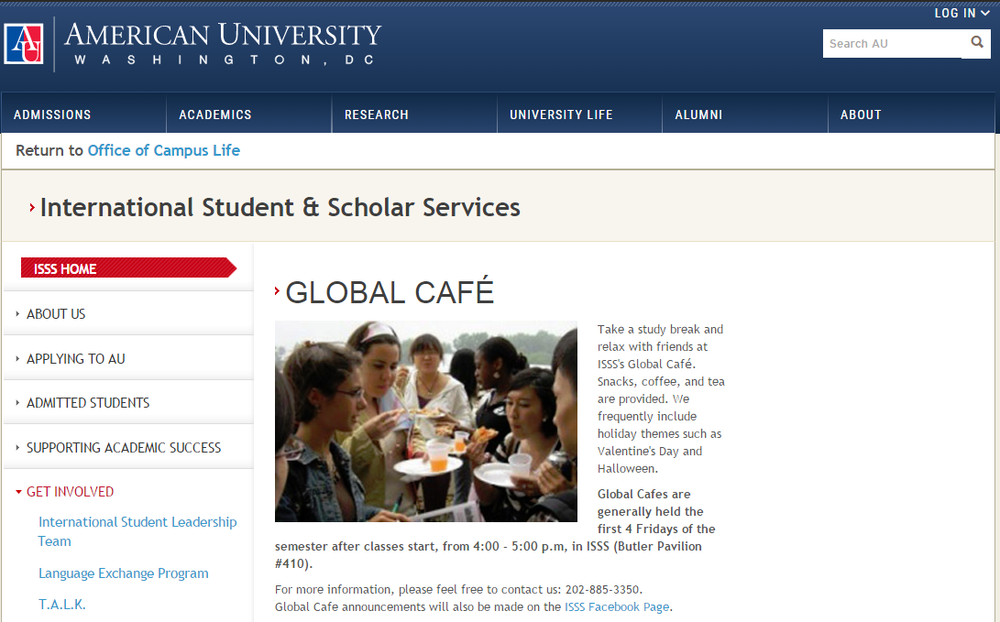 LOG IN
AMERICAN UNIVERSITY
WASHINGTON, DC
Search AU
ADMISSIONS
ACADEMICS
RESEARCH
UNIVERSITY LIFE
ALUMNI
ABOUT
Return to Office of Campus Life
International Student & Scholar Services
ISSS HOME
ABOUT US
APPLYING TO AU
ADMITTED STUDENTS
SUPPORTING ACADEMIC SUCCESS
GET INVOLVED
International Student Leadership
Team
Language Exchange Program
T.A.L.K.
GLOBAL CAFÉ
Take a study break and
relax with friends at
ISSS's Global Café.
Snacks, coffee, and tea
are provided. We
frequently include
holiday themes such as
Valentine's Day and
Halloween.
Global Cafes are
generally held the
first 4 Fridays of the
semester after classes start, from 4:00 - 5:00 p.m, in ISSS (Butler Pavilion
#410).
For more information, please feel free to contact us: 202-885-3350.
Global Cafe announcements will also be made on the ISSS Facebook Page.